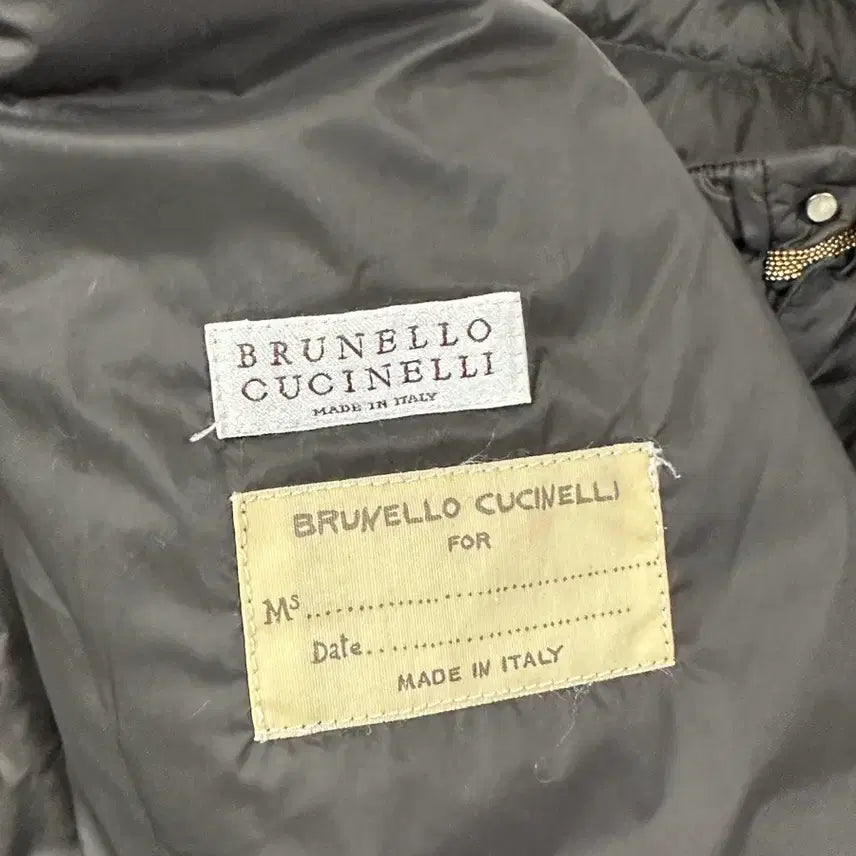 BRUNELLO
CUCINELLI
MADE IN ITALY
BRUNELLO CUCINELLI
FOR
Ms..........................................
Date..............................
MADE IN ITALY